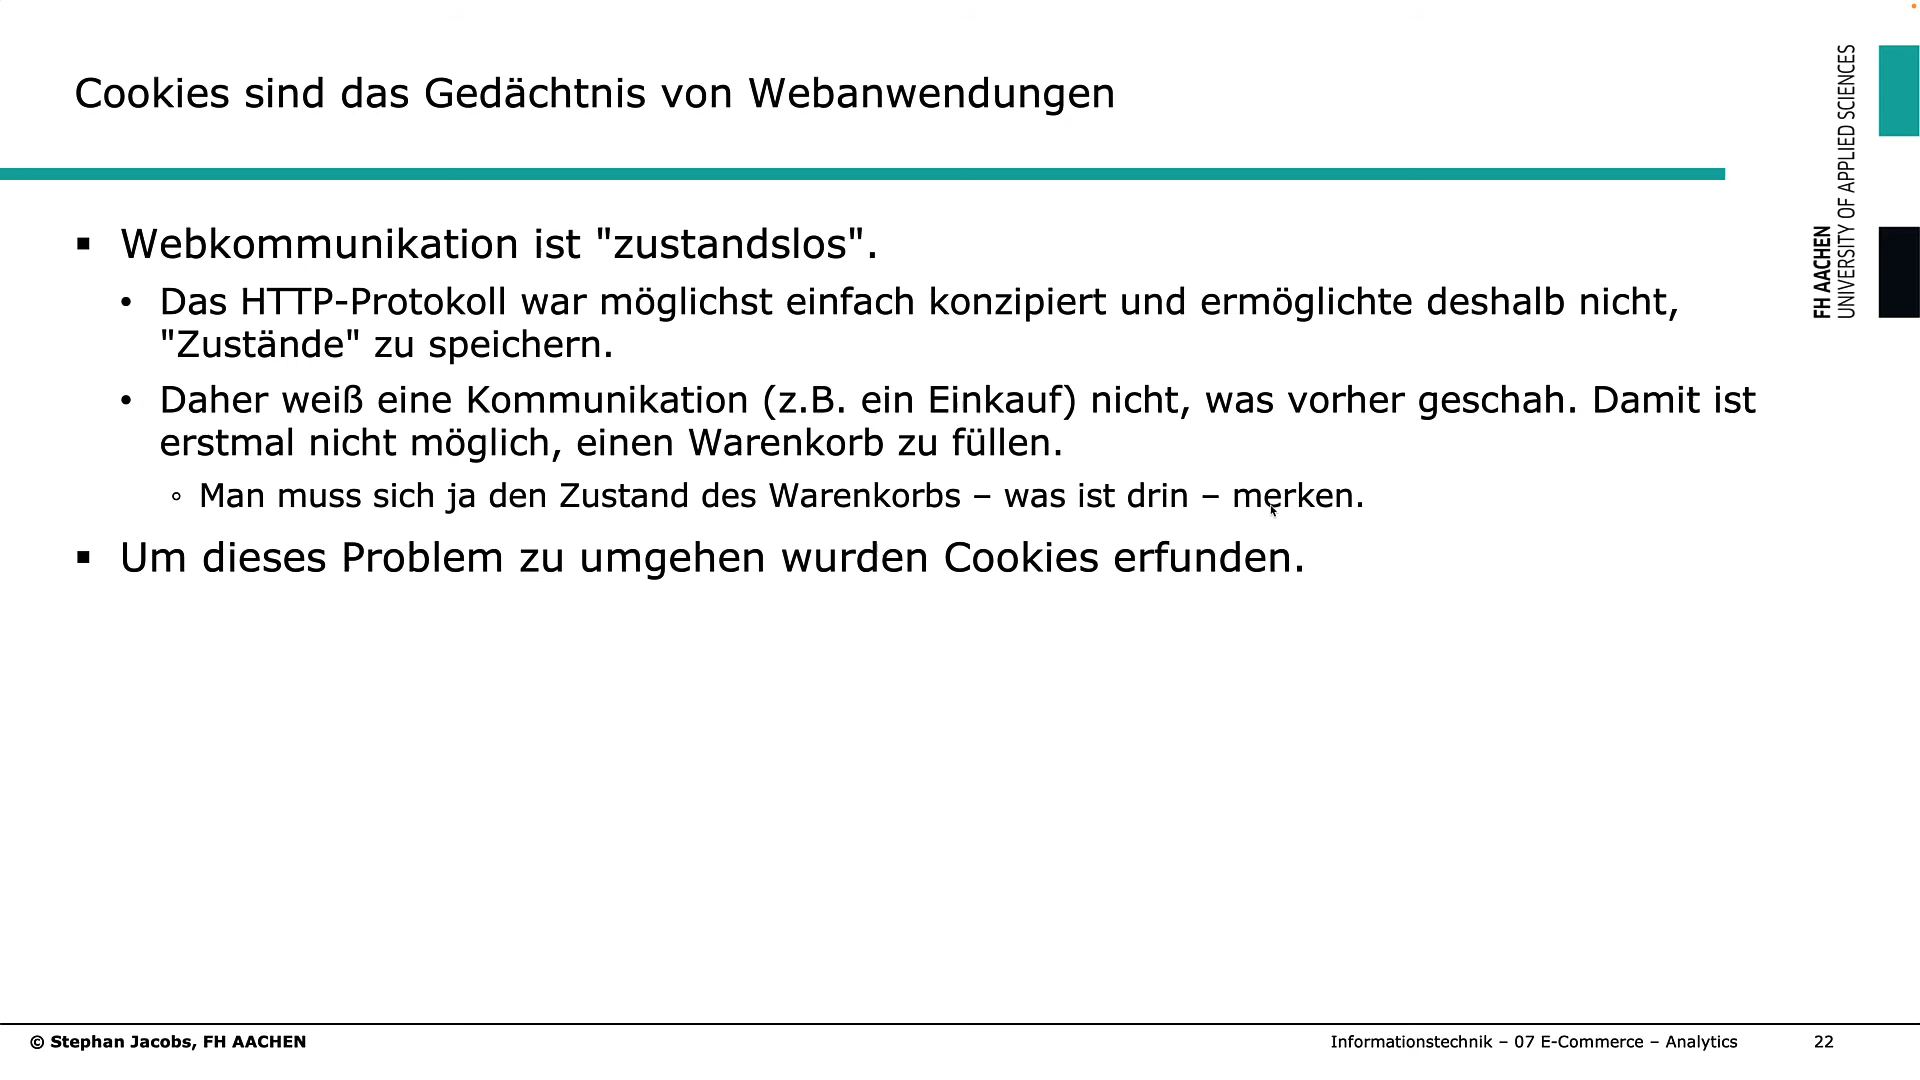 Cookies sind das Gedächtnis von Webanwendungen
FH AACHEN
UNIVERSITY OF APPLIED SCIENCES
▪ Webkommunikation ist "zustandslos".
• Das HTTP-Protokoll war möglichst einfach konzipiert und ermöglichte deshalb nicht,
"Zustände" zu speichern.
• Daher weiß eine Kommunikation (z.B. ein Einkauf) nicht, was vorher geschah. Damit ist
erstmal nicht möglich, einen Warenkorb zu füllen.
◦ Man muss sich ja den Zustand des Warenkorbs – was ist drin – merken.
▪ Um dieses Problem zu umgehen wurden Cookies erfunden.
© Stephan Jacobs, FH AACHEN
Informationstechnik – 07 E-Commerce – Analytics
22